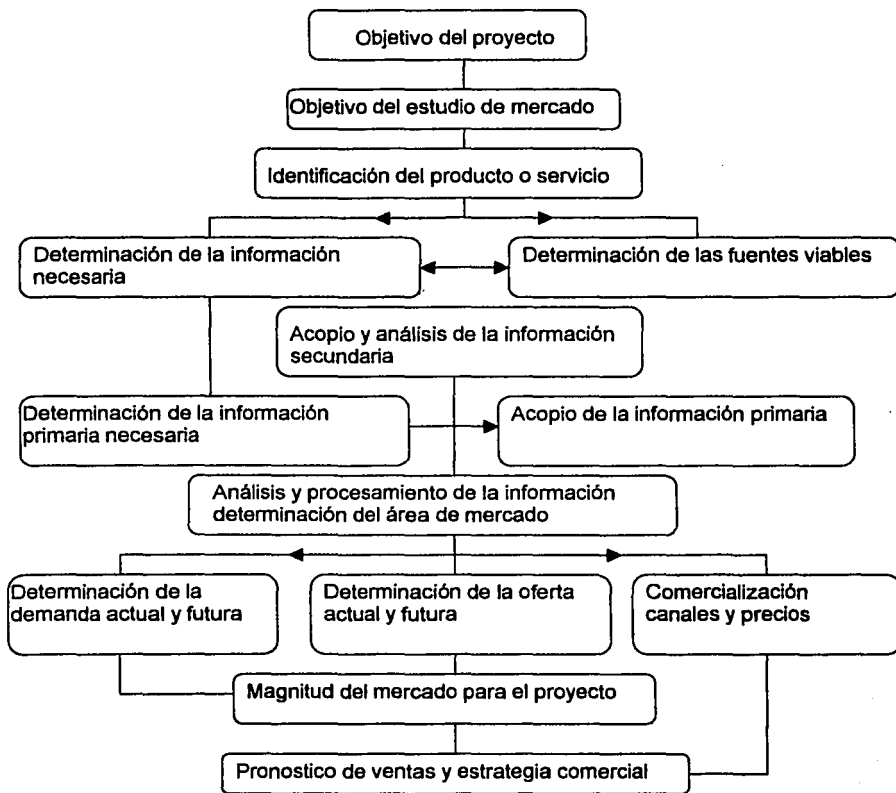 Objetivo del proyecto
Objetivo del estudio de mercado
Identificación del producto o servicio
Determinación de la información
necesaria
Determinación de las fuentes viables
Acopio y análisis de la información
secundaria
Determinación de la información
primaria necesaria
Acopio de la información primaria
Análisis y procesamiento de la información
determinación del área de mercado
Determinación de la
demanda actual y futura
Determinación de la oferta
actual y futura
Comercialización
canales y precios
Magnitud del mercado para el proyecto
Pronostico de ventas y estrategia comercial